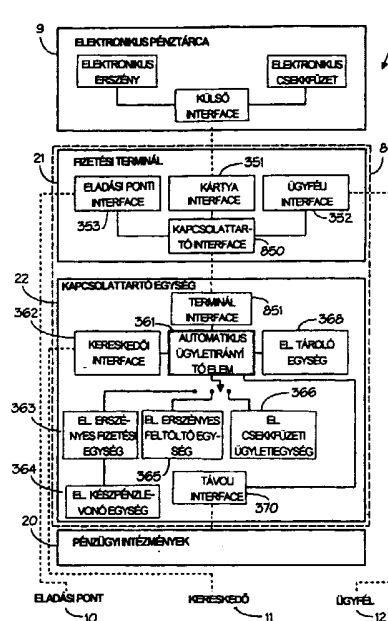 9
ELEKTRONIKUS PÉNZTÁRCA
ELEKTRONIKUS
ERSZÉNY
ELEKTRONIKUS
CSEKKFÜZET
KÜLSŐ
INTERFACE
21
8
FIZETÉSI TERMINÁL
351
ELADÁSI PONTI
INTERFACE
KÁRTYA
INTERFACE
ÜGYFÉLI
INTERFACE
353
352
KAPCSOLATTAR-
TÓ INTERFACE
850
22
KAPCSOLATTARTÓ EGYSÉG
TERMINÁL
INTERFACE
851
362
361
368
KERESKEDŐI
INTERFACE
AUTOMATIKUS
ÜGYLETIRÁNYÍ
TÓ ELEM
EL. TÁROLÓ
EGYSÉG
363
366
EL. ERSZÉ-
NYES FIZETÉSI
EGYSÉG
EL. ERSZÉNYES
FELTÖLTŐ EGY-
SÉG
EL.
CSEKKFÜZETI
ÜGYLETIEGYSÉG
364
365
EL. KÉSZPÉNZLE-
VONÓ EGYSÉG
TÁVOLI
INTERFACE
370
20
PÉNZÜGYI INTÉZMÉNYEK
ELADÁSI PONT
10
KERESKEDŐ
11
ÜGYFÉL
12